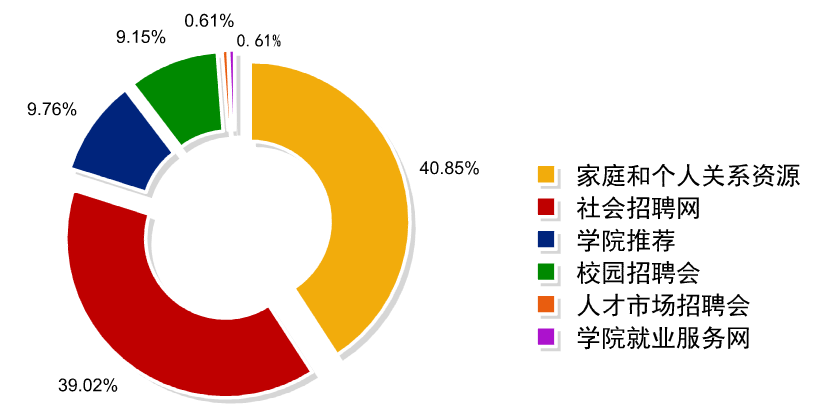 0.61%
9.15%
0.61%
9.76%
40.85%
39.02%
家庭和个人关系资源
社会招聘网
学院推荐
校园招聘会
人才市场招聘会
学院就业服务网